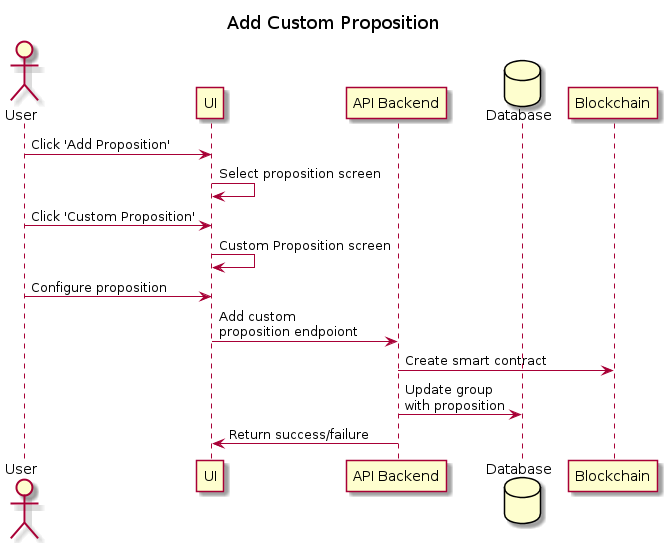 Add Custom Proposition
User
UI
API Backend
Database
Blockchain
Click 'Add Proposition'
Select proposition screen
Click 'Custom Proposition'
Custom Proposition screen
Configure proposition
Add custom
proposition endpoiont
Create smart contract
Update group
with proposition
Return success/failure
User
UI
API Backend
Database
Blockchain